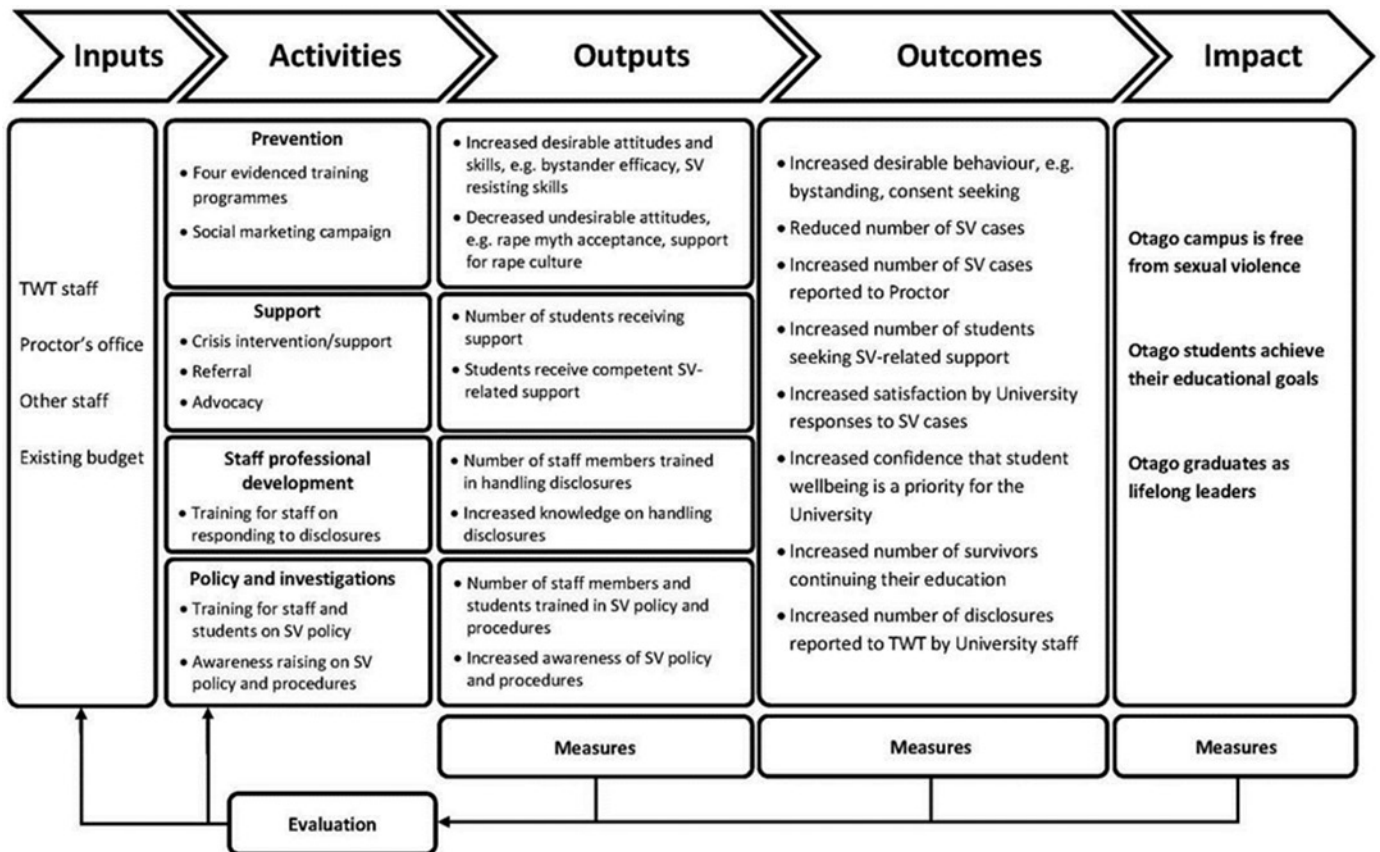 Inputs
Activities
Outputs
Outcomes
Impact
TWT staff
Proctor's office
Other staff
Existing budget
Prevention
• Four evidenced training
programmes
• Social marketing campaign
Support
• Crisis intervention/support
• Referral
• Advocacy
Staff professional
development
• Training for staff on
responding to disclosures
Policy and investigations
• Training for staff and
students on SV policy
• Awareness raising on SV
policy and procedures
• Increased desirable attitudes and
skills, e.g. bystander efficacy, SV
resisting skills
• Decreased undesirable attitudes,
e.g. rape myth acceptance, support
for rape culture
• Number of students receiving
support
• Students receive competent SV-
related support
• Number of staff members trained
in handling disclosures
• Increased knowledge on handling
disclosures
• Number of staff members and
students trained in SV policy and
procedures
• Increased awareness of SV policy
and procedures
• Increased desirable behaviour, e.g.
bystanding, consent seeking
• Reduced number of SV cases
• Increased number of SV cases
reported to Proctor
• Increased number of students
seeking SV-related support
• Increased satisfaction by University
responses to SV cases
• Increased confidence that student
wellbeing is a priority for the
University
• Increased number of survivors
continuing their education
• Increased number of disclosures
reported to TWT by University staff
Otago campus is free
from sexual violence
Otago students achieve
their educational goals
Otago graduates as
lifelong leaders
Measures
Measures
Measures
Evaluation